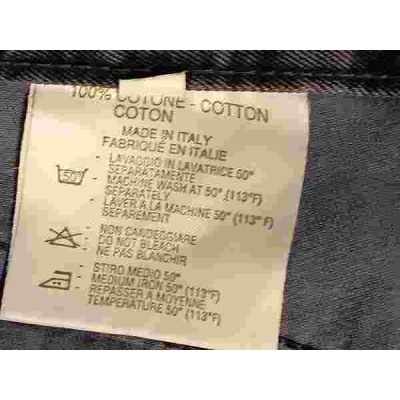 100% COTONE - COTTON
COTON
MADE IN ITALY
FABRIQUÉ EN ITALIE
- LAVAGGIO IN LAVATRICE 50°
SEPARATAMENTE
50° - MACHINE WASH AT 50° (113°F)
SEPARATELY
- LAVER A LA MACHINE 50° (113°F)
SEPAREMENT
- NON CANDEGGIARE
- DO NOT BLEACH
- NE PAS BLANCHIR
- STIRO MEDIO 50°
- MEDIUM IRON 50° (113°F)
- REPASSER A MOYENNE
TEMPERATURE 50° (113°F)